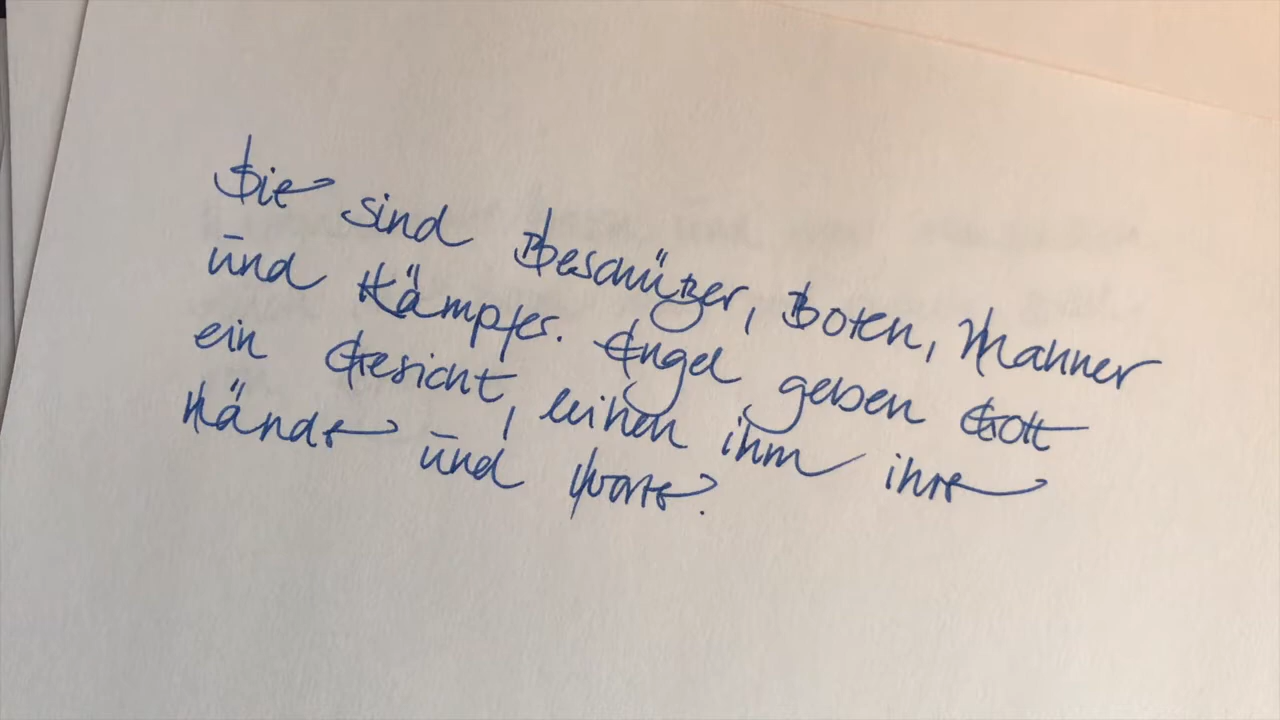 Sie sind Beschützer, Boten, Mahner
und Kämpfer. Engel geben Gott
ein Gesicht, leihen ihm ihre
Hände und Worte.